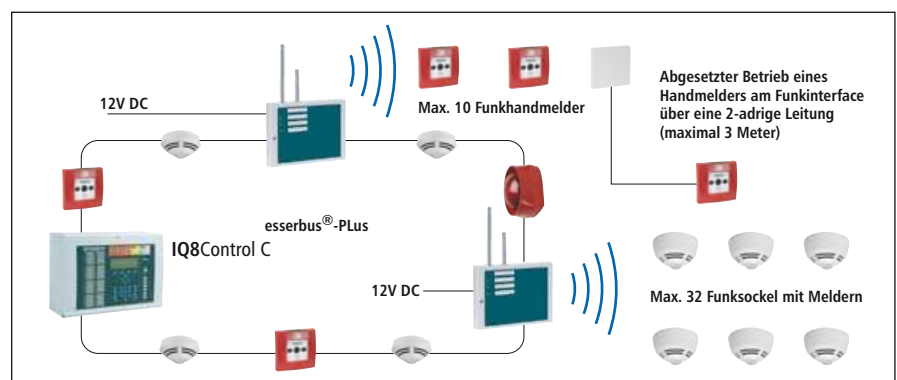 12V DC
Max. 10 Funkhandmelder
Abgesetzter Betrieb eines
Handmelders am Funkinterface
über eine 2-adrige Leitung
(maximal 3 Meter)
esserbus®-PLus
IQ8Control C
12V DC
Max. 32 Funksockel mit Meldern